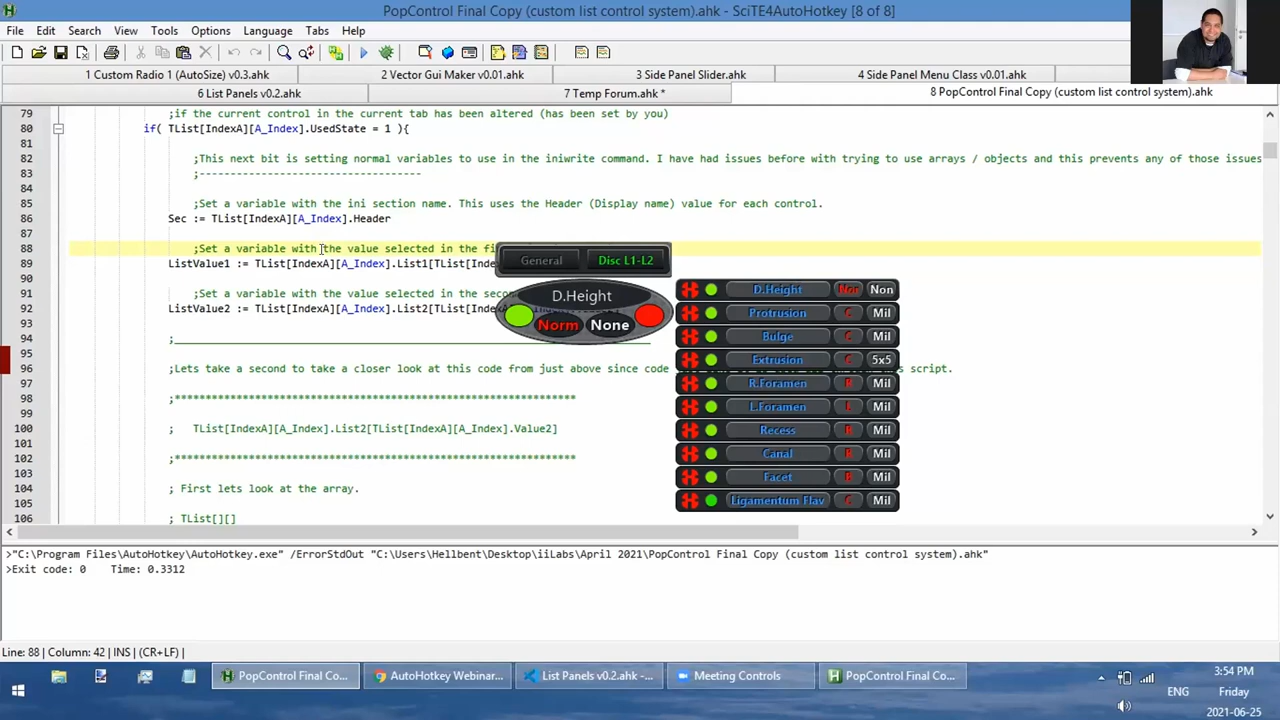 PopControl Final Copy (custom list control system).ahk - SciTE4AutoHotkey [8 of 8]
File Edit Search View Tools Options Language Tabs Help
1 Custom Radio 1 (AutoSize) v0.3.ahk 2 Vector Gui Maker v0.01.ahk 3 Side Panel Slider.ahk 4 Side Panel Menu Class v0.01.ahk
6 List Panels v0.2.ahk 7 Temp Forum.ahk * 8 PopControl Final Copy (custom list control system).ahk
79 ;if the current control in the current tab has been altered (has been set by you)
80 if( TList[IndexA][A_Index].UsedState = 1 ){
81
82 ;This next bit is setting normal variables to use in the iniwrite command. I have had issues before with trying to use arrays / objects and this prevents any of those issues
83 ;-----------------------------------
84
85 ;Set a variable with the ini section name. This uses the Header (Display name) value for each control.
86 Sec := TList[IndexA][A_Index].Header
87
88 ;Set a variable with the value selected in the fi
89 ListValue1 := TList[IndexA][A_Index].List1[TList[Inde
90
91 ;Set a variable with the value selected in the seco
92 ListValue2 := TList[IndexA][A_Index].List2[TList[Inde
93
94 ;
95
96 ;Lets take a second to take a closer look at this code from just above since code script.
97
98 ;****************************************************************
99
100 ; TList[IndexA][A_Index].List2[TList[IndexA][A_Index].Value2]
101
102 ;****************************************************************
103
104 ; First lets look at the array.
105
106 ; TList[][]
General Disc L1-L2
D.Height
Norm None
D.Height Nor Non
Protrusion C Mil
Bulge C Mil
Extrusion C 5x5
R.Foramen R Mil
L.Foramen L Mil
Recess R Mil
Canal R Mil
Facet R Mil
Ligamentum Flav C Mil
>"C:\Program Files\AutoHotkey\AutoHotkey.exe" /ErrorStdOut "C:\Users\Hellbent\Desktop\iiLabs\April 2021\PopControl Final Copy (custom list control system).ahk"
>Exit code: 0 Time: 0.3312
Line: 88 | Column: 42 | INS | (CR+LF) |
PopControl Final Co... AutoHotkey Webinar... List Panels v0.2.ahk -... Meeting Controls PopControl Final Co...
ENG
3:54 PM
Friday
2021-06-25